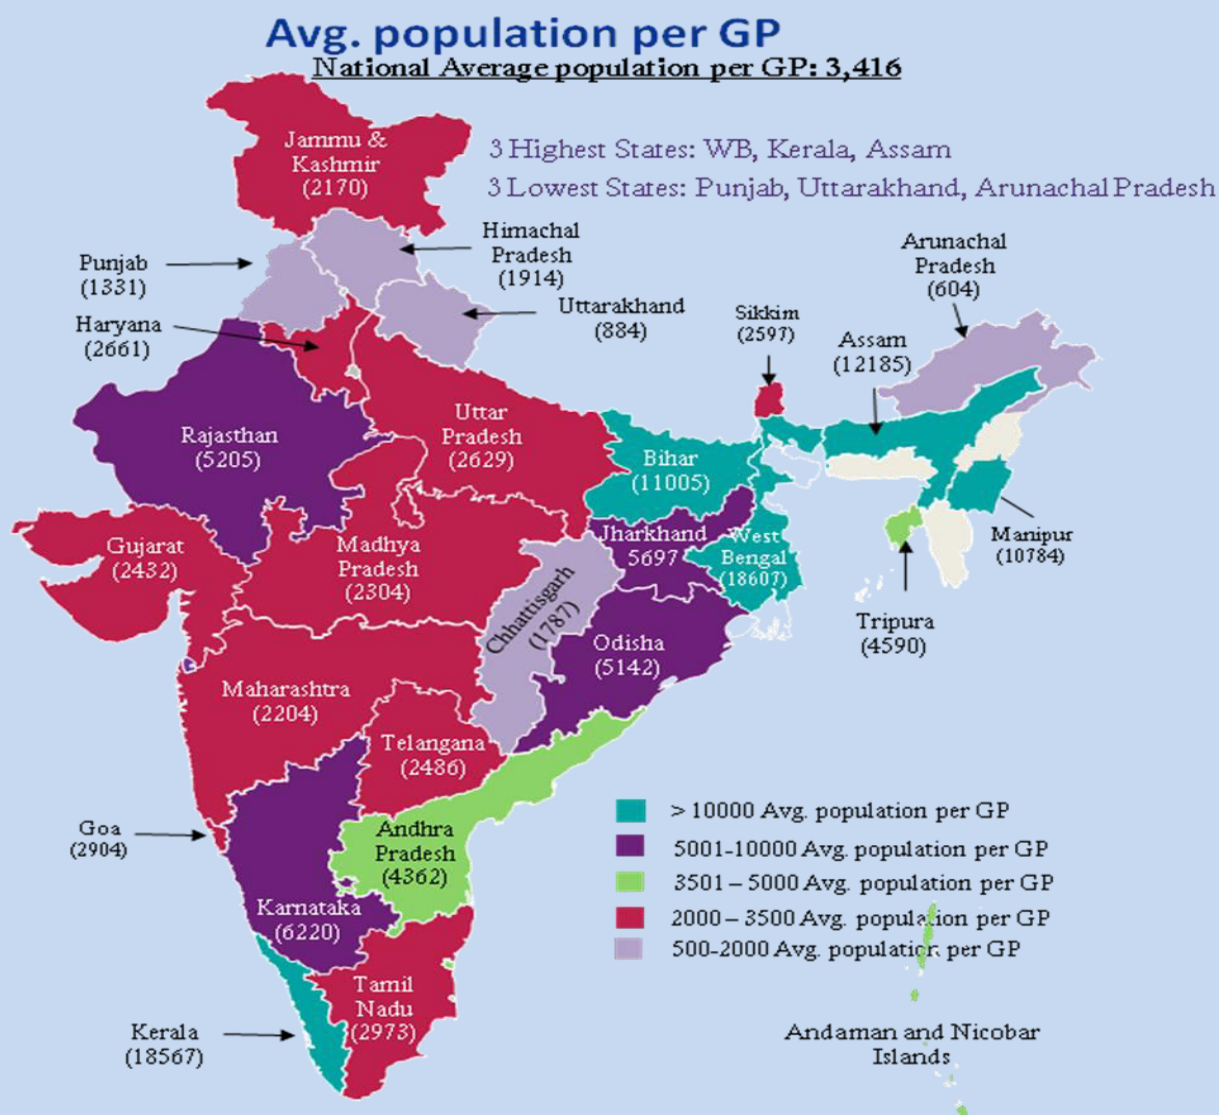 Avg. population per GP
National Average population per GP: 3,416
3 Highest States: WB, Kerala, Assam
3 Lowest States: Punjab, Uttarakhand, Arunachal Pradesh
Jammu &
Kashmir
(2170)
Himachal
Pradesh
(1914)
Punjab
(1331)
Uttarakhand
(884)
Haryana
(2661)
Arunachal
Pradesh
(604)
Sikkim
(2597)
Assam
(12185)
Rajasthan
(5205)
Uttar
Pradesh
(2629)
Bihar
(11005)
Manipur
(10784)
Gujarat
(2432)
Madhya
Pradesh
(2304)
Jharkhand
5697
West
Bengal
(18607)
Chhattisgarh
(1787)
Tripura
(4590)
Odisha
(5142)
Maharashtra
(2204)
Telangana
(2486)
Goa
(2904)
Andhra
Pradesh
(4362)
Karnataka
(6220)
Tamil
Nadu
(2973)
Kerala
(18567)
> 10000 Avg. population per GP
5001-10000 Avg. population per GP
3501 – 5000 Avg. population per GP
2000 – 3500 Avg. population per GP
500-2000 Avg. population per GP
Andaman and Nicobar
Islands